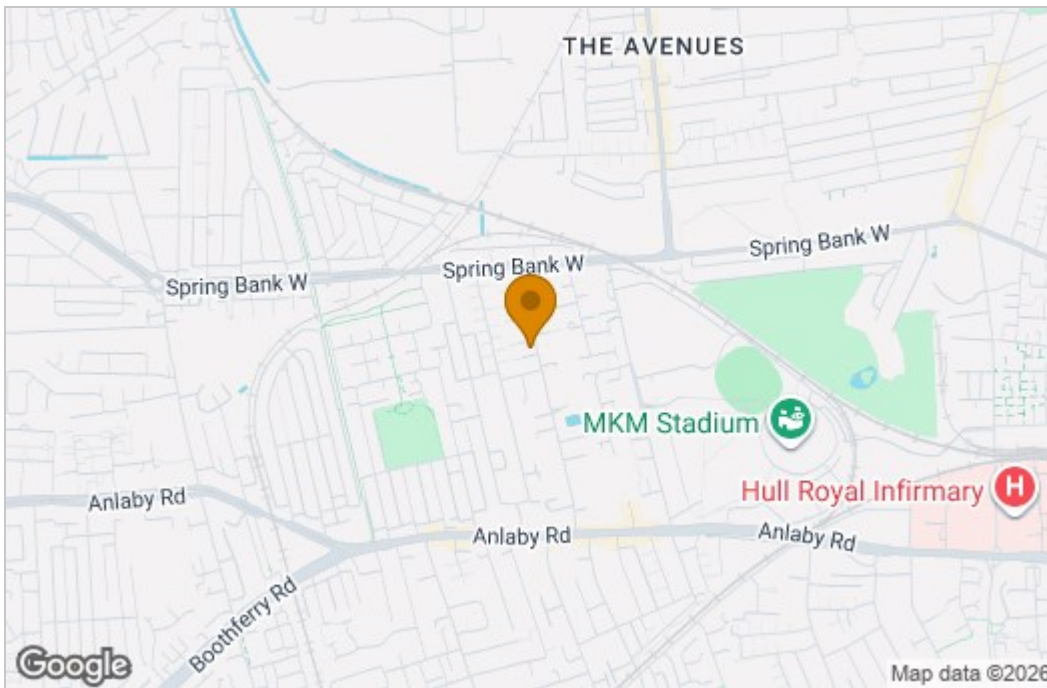 THE AVENUES
Spring Bank W
Spring Bank W
Spring Bank W
MKM Stadium
Hull Royal Infirmary
H
Anlaby Rd
Anlaby Rd
Anlaby Rd
Boothferry Rd
Google
Map data ©2026